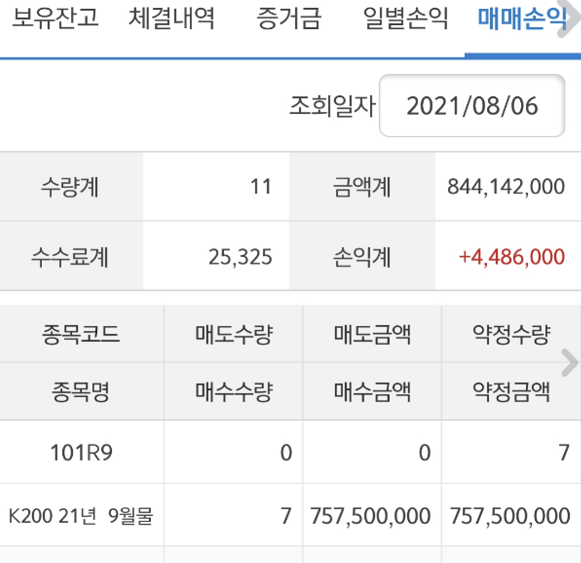 보유잔고 체결내역 증거금 일별손익 매매손익
조회일자 2021/08/06
수량계 11 금액계 844,142,000
수수료계 25,325 손익계 +4,486,000
종목코드 매도수량 매도금액 약정수량
종목명 매수수량 매수금액 약정금액
101R9 0 0 7
K200 21년 9월물 7 757,500,000 757,500,000